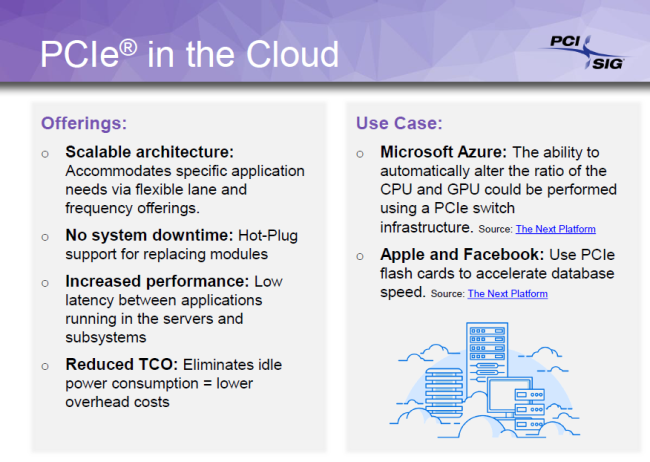 PCIe® in the Cloud
PCI
SIG
Offerings:
o Scalable architecture:
Accommodates specific application
needs via flexible lane and
frequency offerings.
o No system downtime: Hot-Plug
support for replacing modules
o Increased performance: Low
latency between applications
running in the servers and
subsystems
o Reduced TCO: Eliminates idle
power consumption = lower
overhead costs
Use Case:
o Microsoft Azure: The ability to
automatically alter the ratio of the
CPU and GPU could be performed
using a PCIe switch
infrastructure. Source: The Next Platform
o Apple and Facebook: Use PCIe
flash cards to accelerate database
speed. Source: The Next Platform